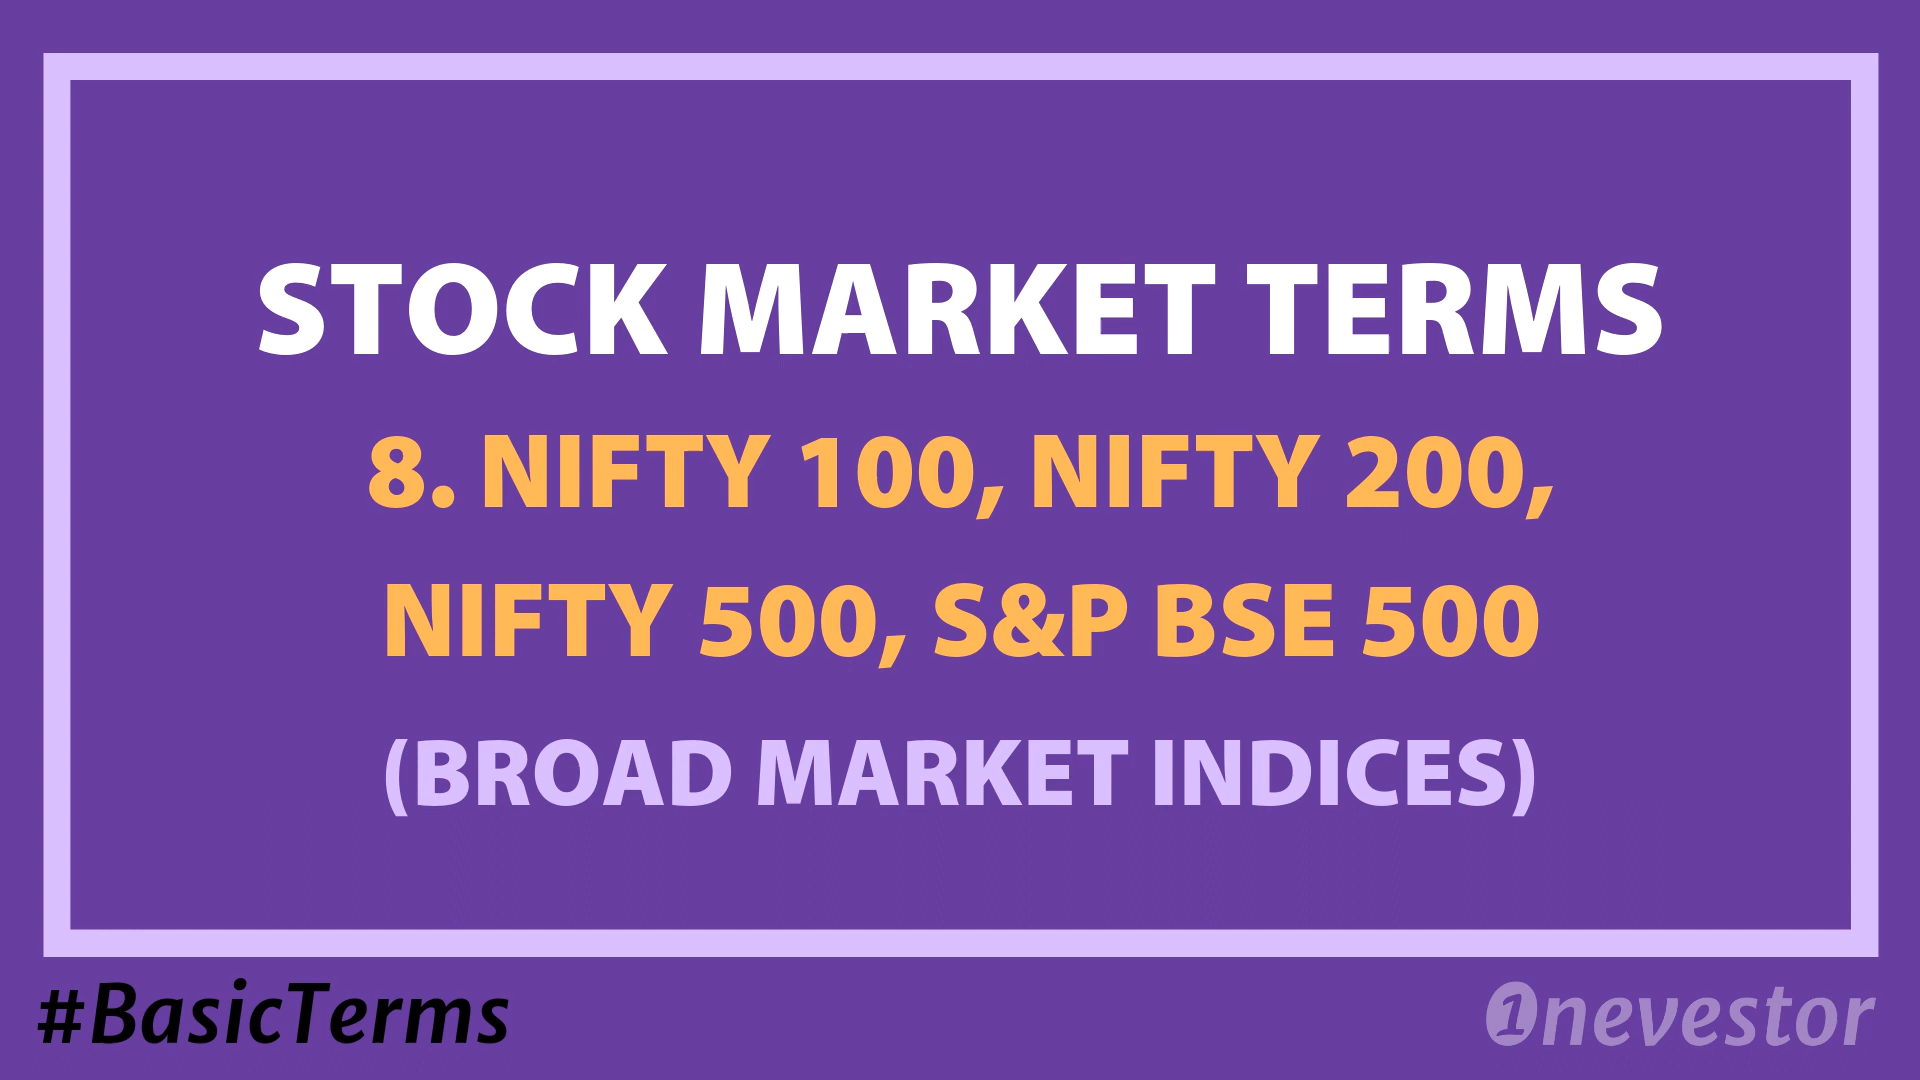 STOCK MARKET TERMS
8. NIFTY 100, NIFTY 200,
NIFTY 500, S&P BSE 500
(BROAD MARKET INDICES)
#BasicTerms
1nevestor